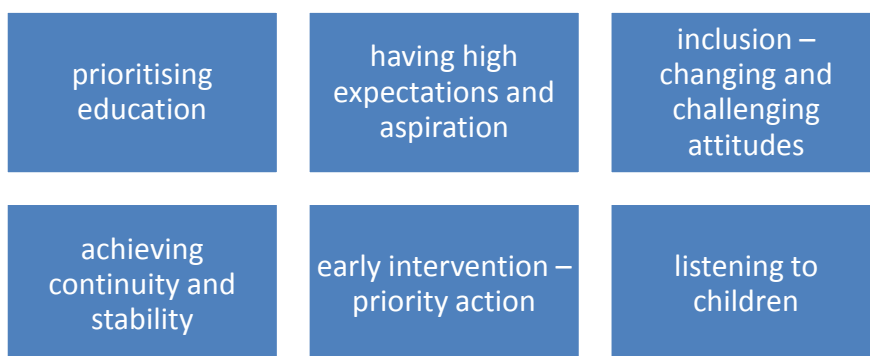 prioritising
education
having high
expectations and
aspiration
inclusion –
changing and
challenging
attitudes
achieving
continuity and
stability
early intervention –
priority action
listening to
children